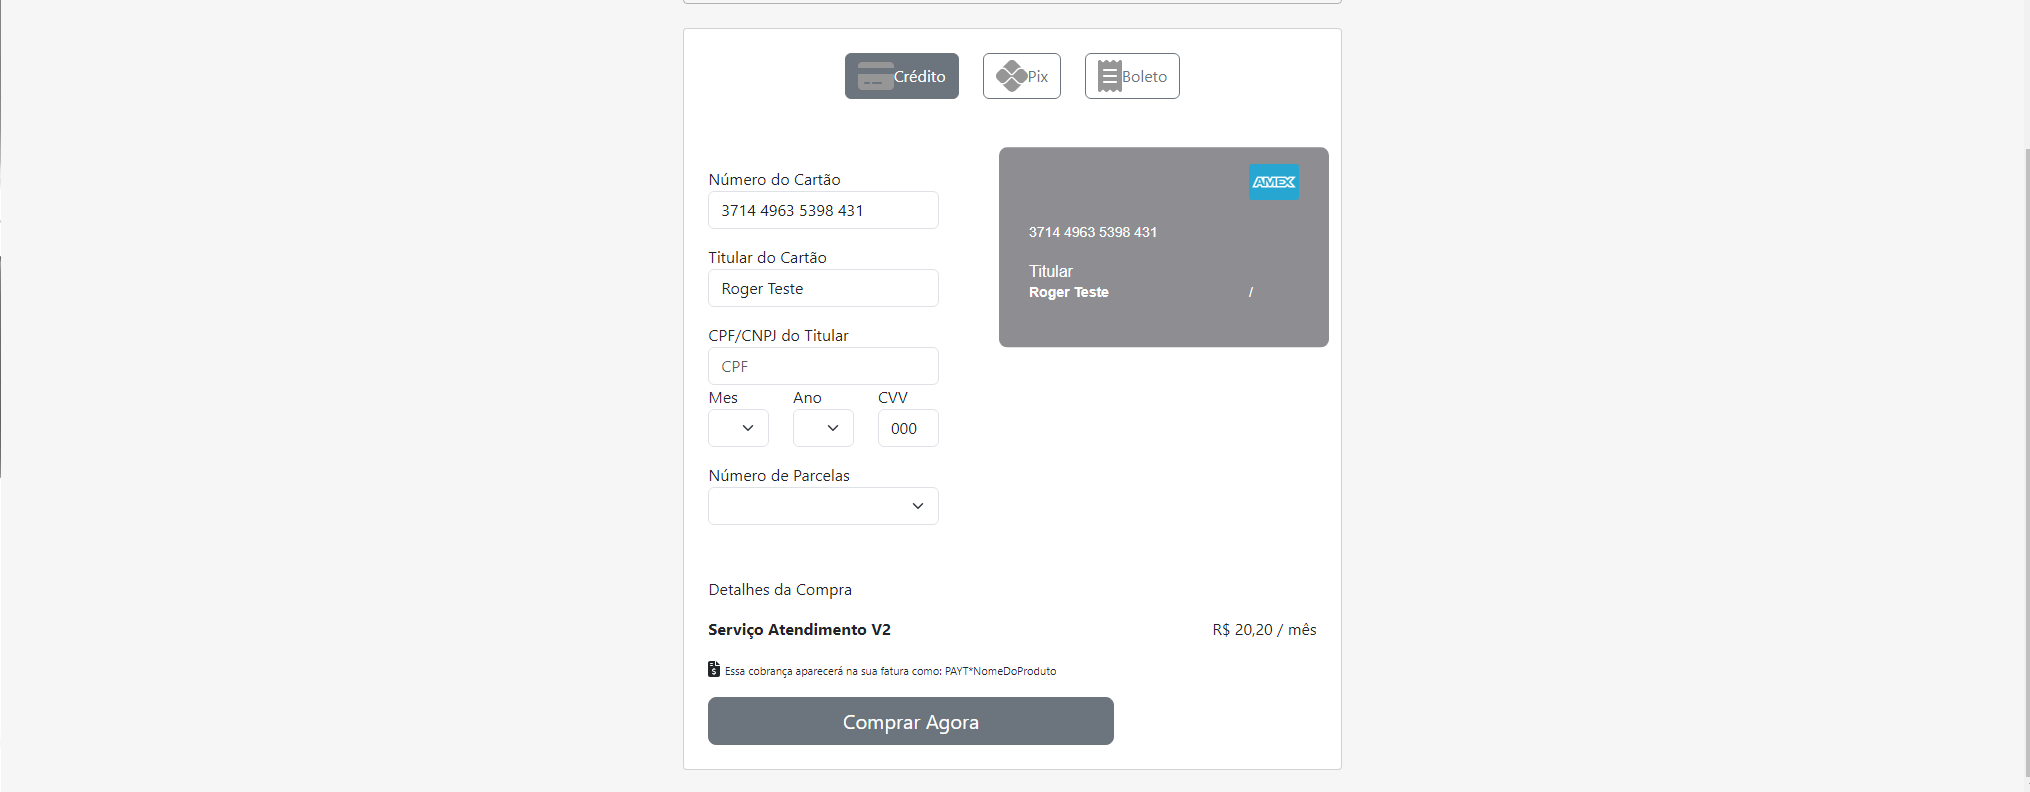 Crédito
Pix
Boleto
Número do Cartão
3714 4963 5398 431
Titular do Cartão
Roger Teste
CPF/CNPJ do Titular
CPF
Mes
Ano
CVV
000
Número de Parcelas
AMEX
3714 4963 5398 431
Titular
Roger Teste /
Detalhes da Compra
Serviço Atendimento V2 R$ 20,20 / mês
Essa cobrança aparecerá na sua fatura como: PAYT*NomeDoProduto
Comprar Agora